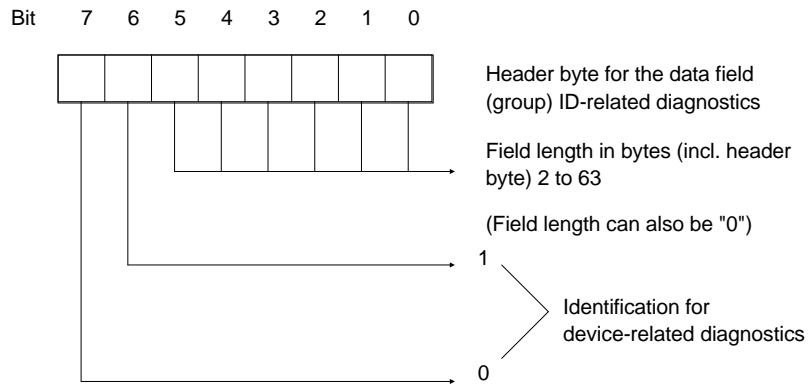 Bit 7 6 5 4 3 2 1 0
Header byte for the data field
(group) ID-related diagnostics
Field length in bytes (incl. header
byte) 2 to 63
(Field length can also be "0")
1
Identification for
device-related diagnostics
0